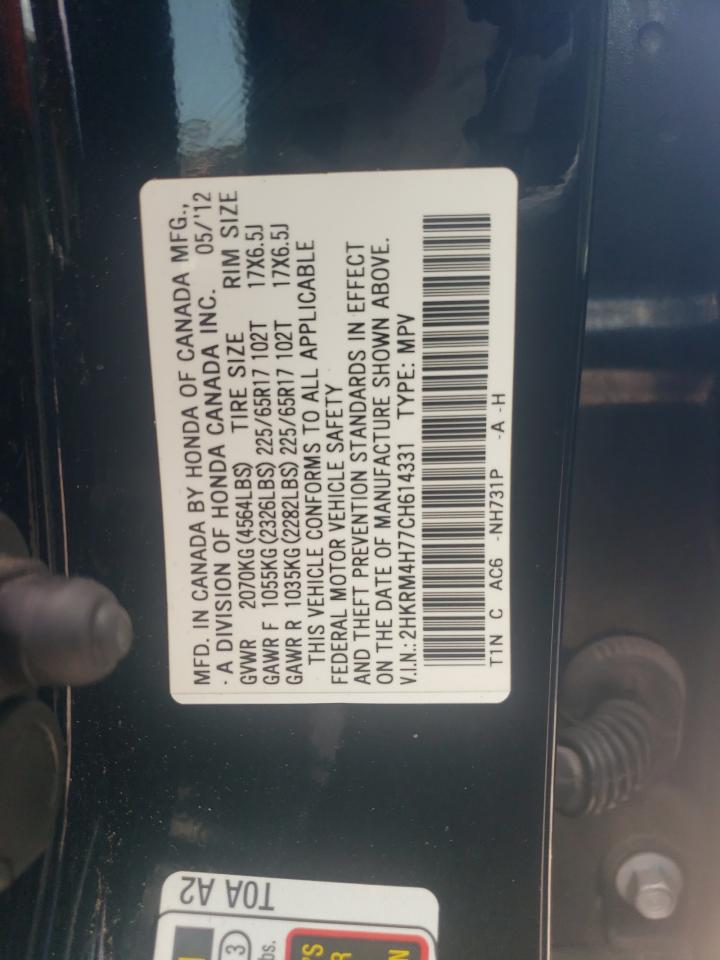 MFD. IN CANADA BY HONDA OF CANADA MFG.,
· A DIVISION OF HONDA CANADA INC. 05/'12
GVWR 2070KG(4564LBS) TIRE SIZE RIM SIZE
GAWR F 1055KG(2326LBS) 225/65R17 102T 17X6.5J
GAWR R 1035KG(2282LBS) 225/65R17 102T 17X6.5J
THIS VEHICLE CONFORMS TO ALL APPLICABLE
FEDERAL MOTOR VEHICLE SAFETY
AND THEFT PREVENTION STANDARDS IN EFFECT
ON THE DATE OF MANUFACTURE SHOWN ABOVE.
V.I.N.:2HKRM4H77CH614331 TYPE: MPV
T1N C AC6 -NH731P -A -H
TOA A2
3
bs.